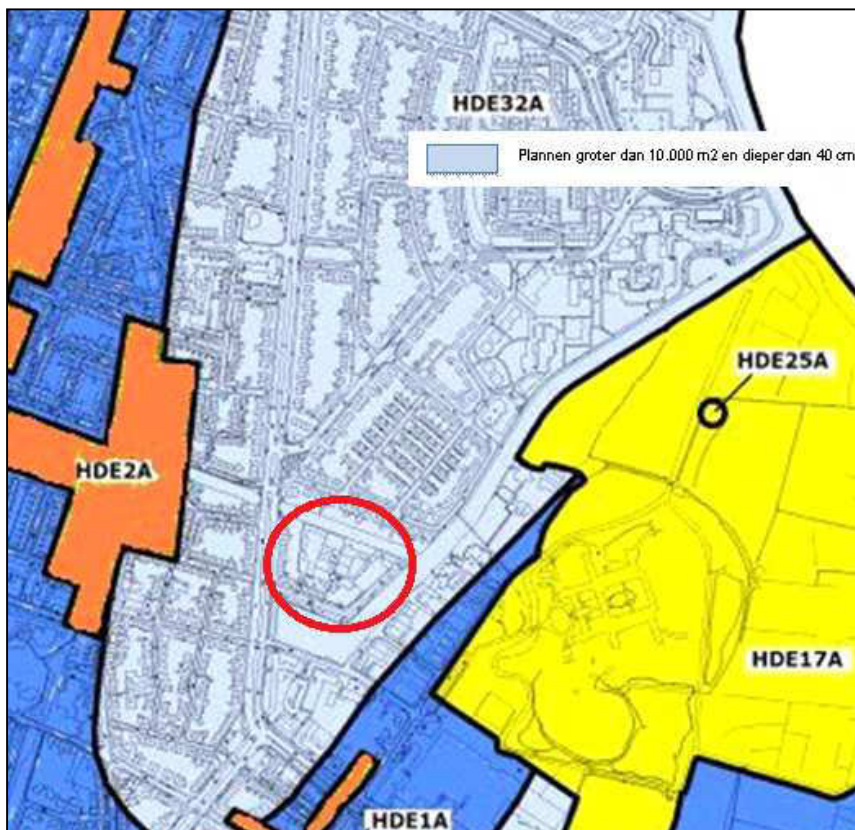 HDE32A
Plannen groter dan 10.000 m2 en dieper dan 40 cm
HDE25A
HDE2A
HDE17A
HDE1A